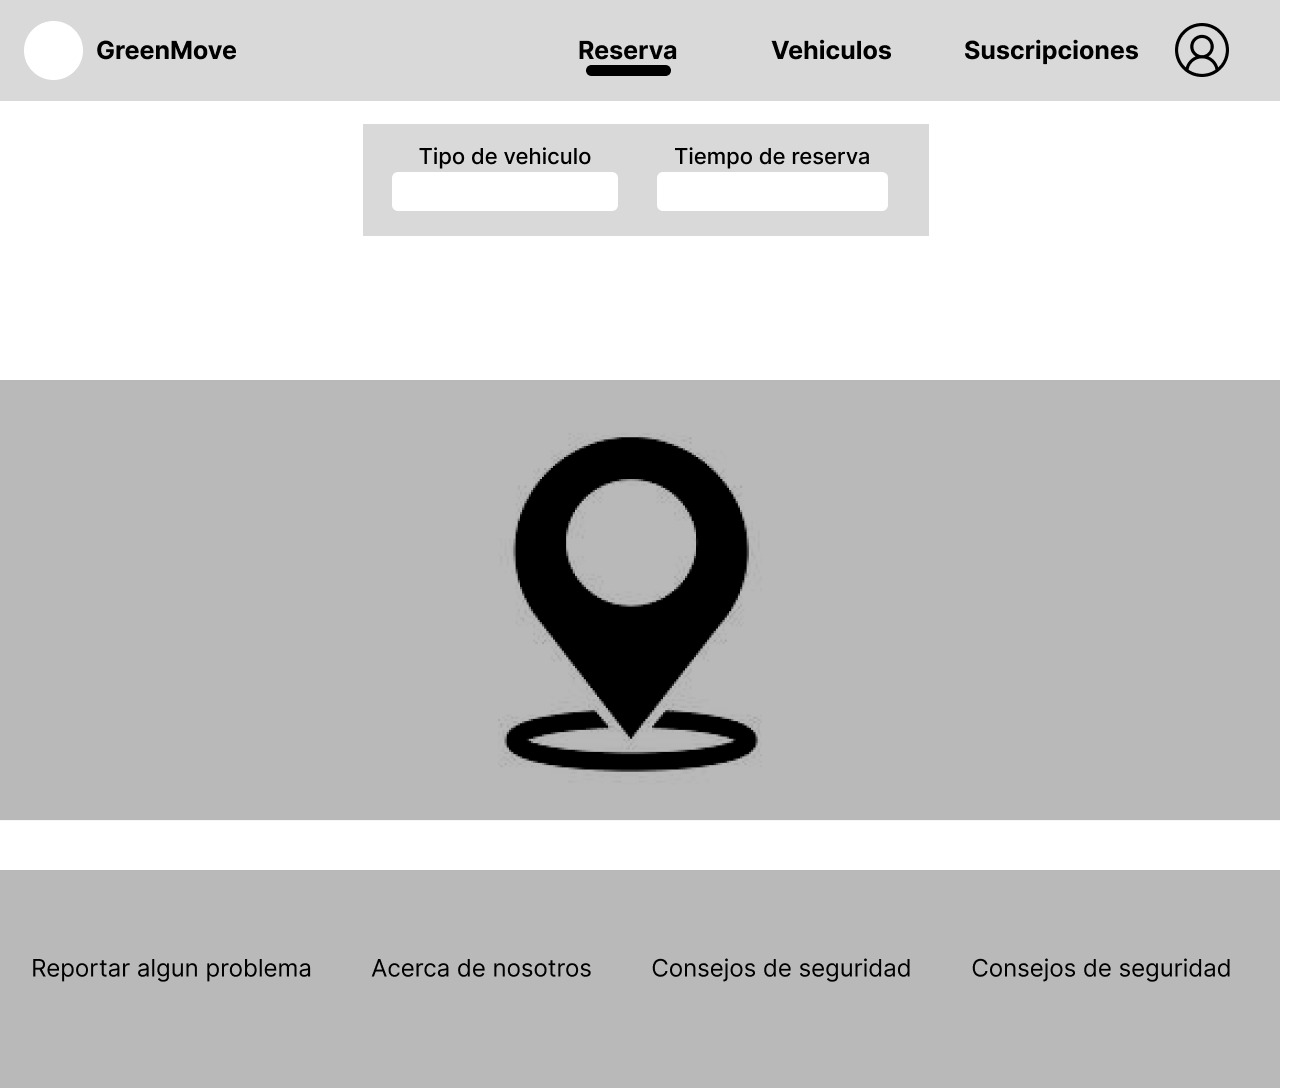 GreenMove
Reserva
Vehiculos
Suscripciones
Tipo de vehiculo
Tiempo de reserva
Reportar algun problema
Acerca de nosotros
Consejos de seguridad
Consejos de seguridad